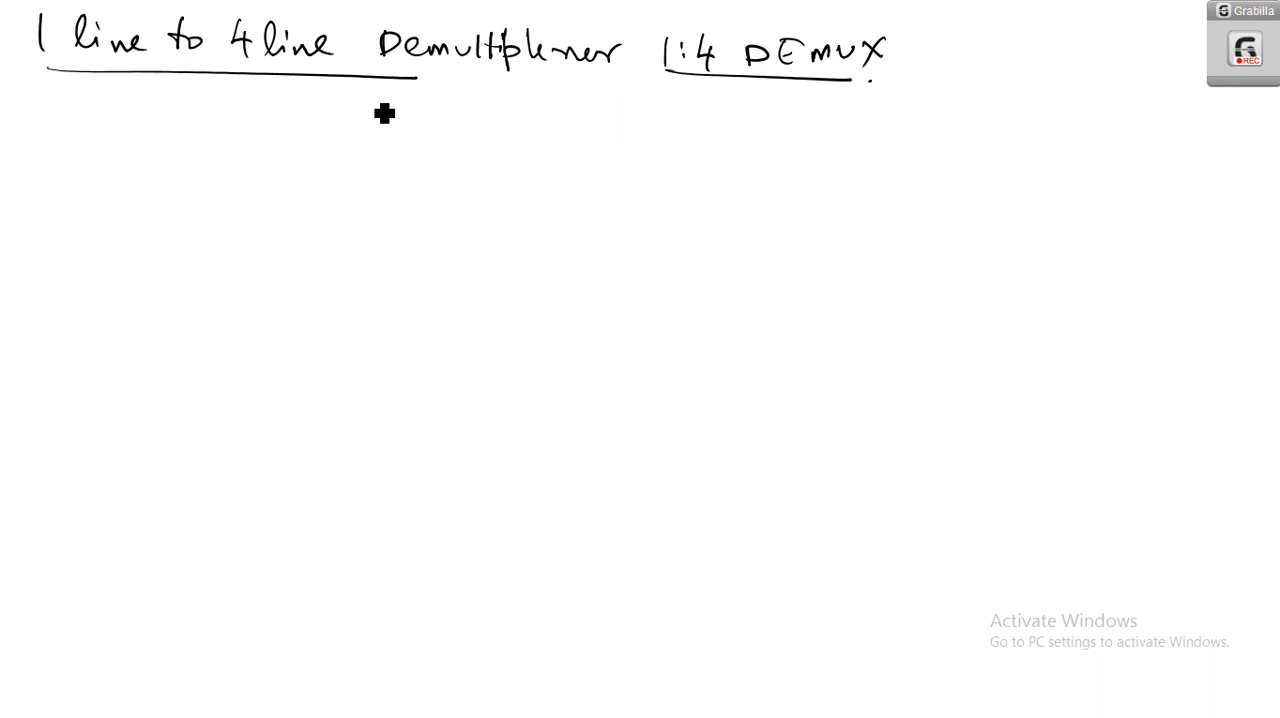 1 line to 4 line Demultiplexer 1:4 DEMUX
Grabilla
REC
Activate Windows
Go to PC settings to activate Windows.